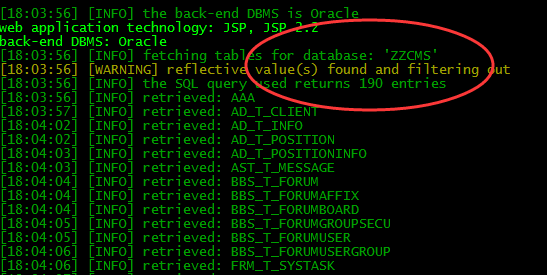 [18:03:56] [INFO] the back-end DBMS is Oracle
web application technology: JSP, JSP 2.2
back-end DBMS: Oracle
[18:03:56] [INFO] fetching tables for database: 'ZZCMS'
[18:03:56] [WARNING] reflective value(s) found and filtering out
[18:03:56] [INFO] the SQL query used returns 190 entries
[18:03:56] [INFO] retrieved: AAA
[18:03:57] [INFO] retrieved: AD_T_CLIENT
[18:04:02] [INFO] retrieved: AD_T_INFO
[18:04:02] [INFO] retrieved: AD_T_POSITION
[18:04:03] [INFO] retrieved: AD_T_POSITIONINFO
[18:04:03] [INFO] retrieved: AST_T_MESSAGE
[18:04:04] [INFO] retrieved: BBS_T_FORUM
[18:04:04] [INFO] retrieved: BBS_T_FORUMAFFIX
[18:04:04] [INFO] retrieved: BBS_T_FORUMBOARD
[18:04:05] [INFO] retrieved: BBS_T_FORUMGROUPSECU
[18:04:05] [INFO] retrieved: BBS_T_FORUMUSER
[18:04:06] [INFO] retrieved: BBS_T_FORUMUSERGROUP
[18:04:06] [INFO] retrieved: FRM_T_SYSTASK